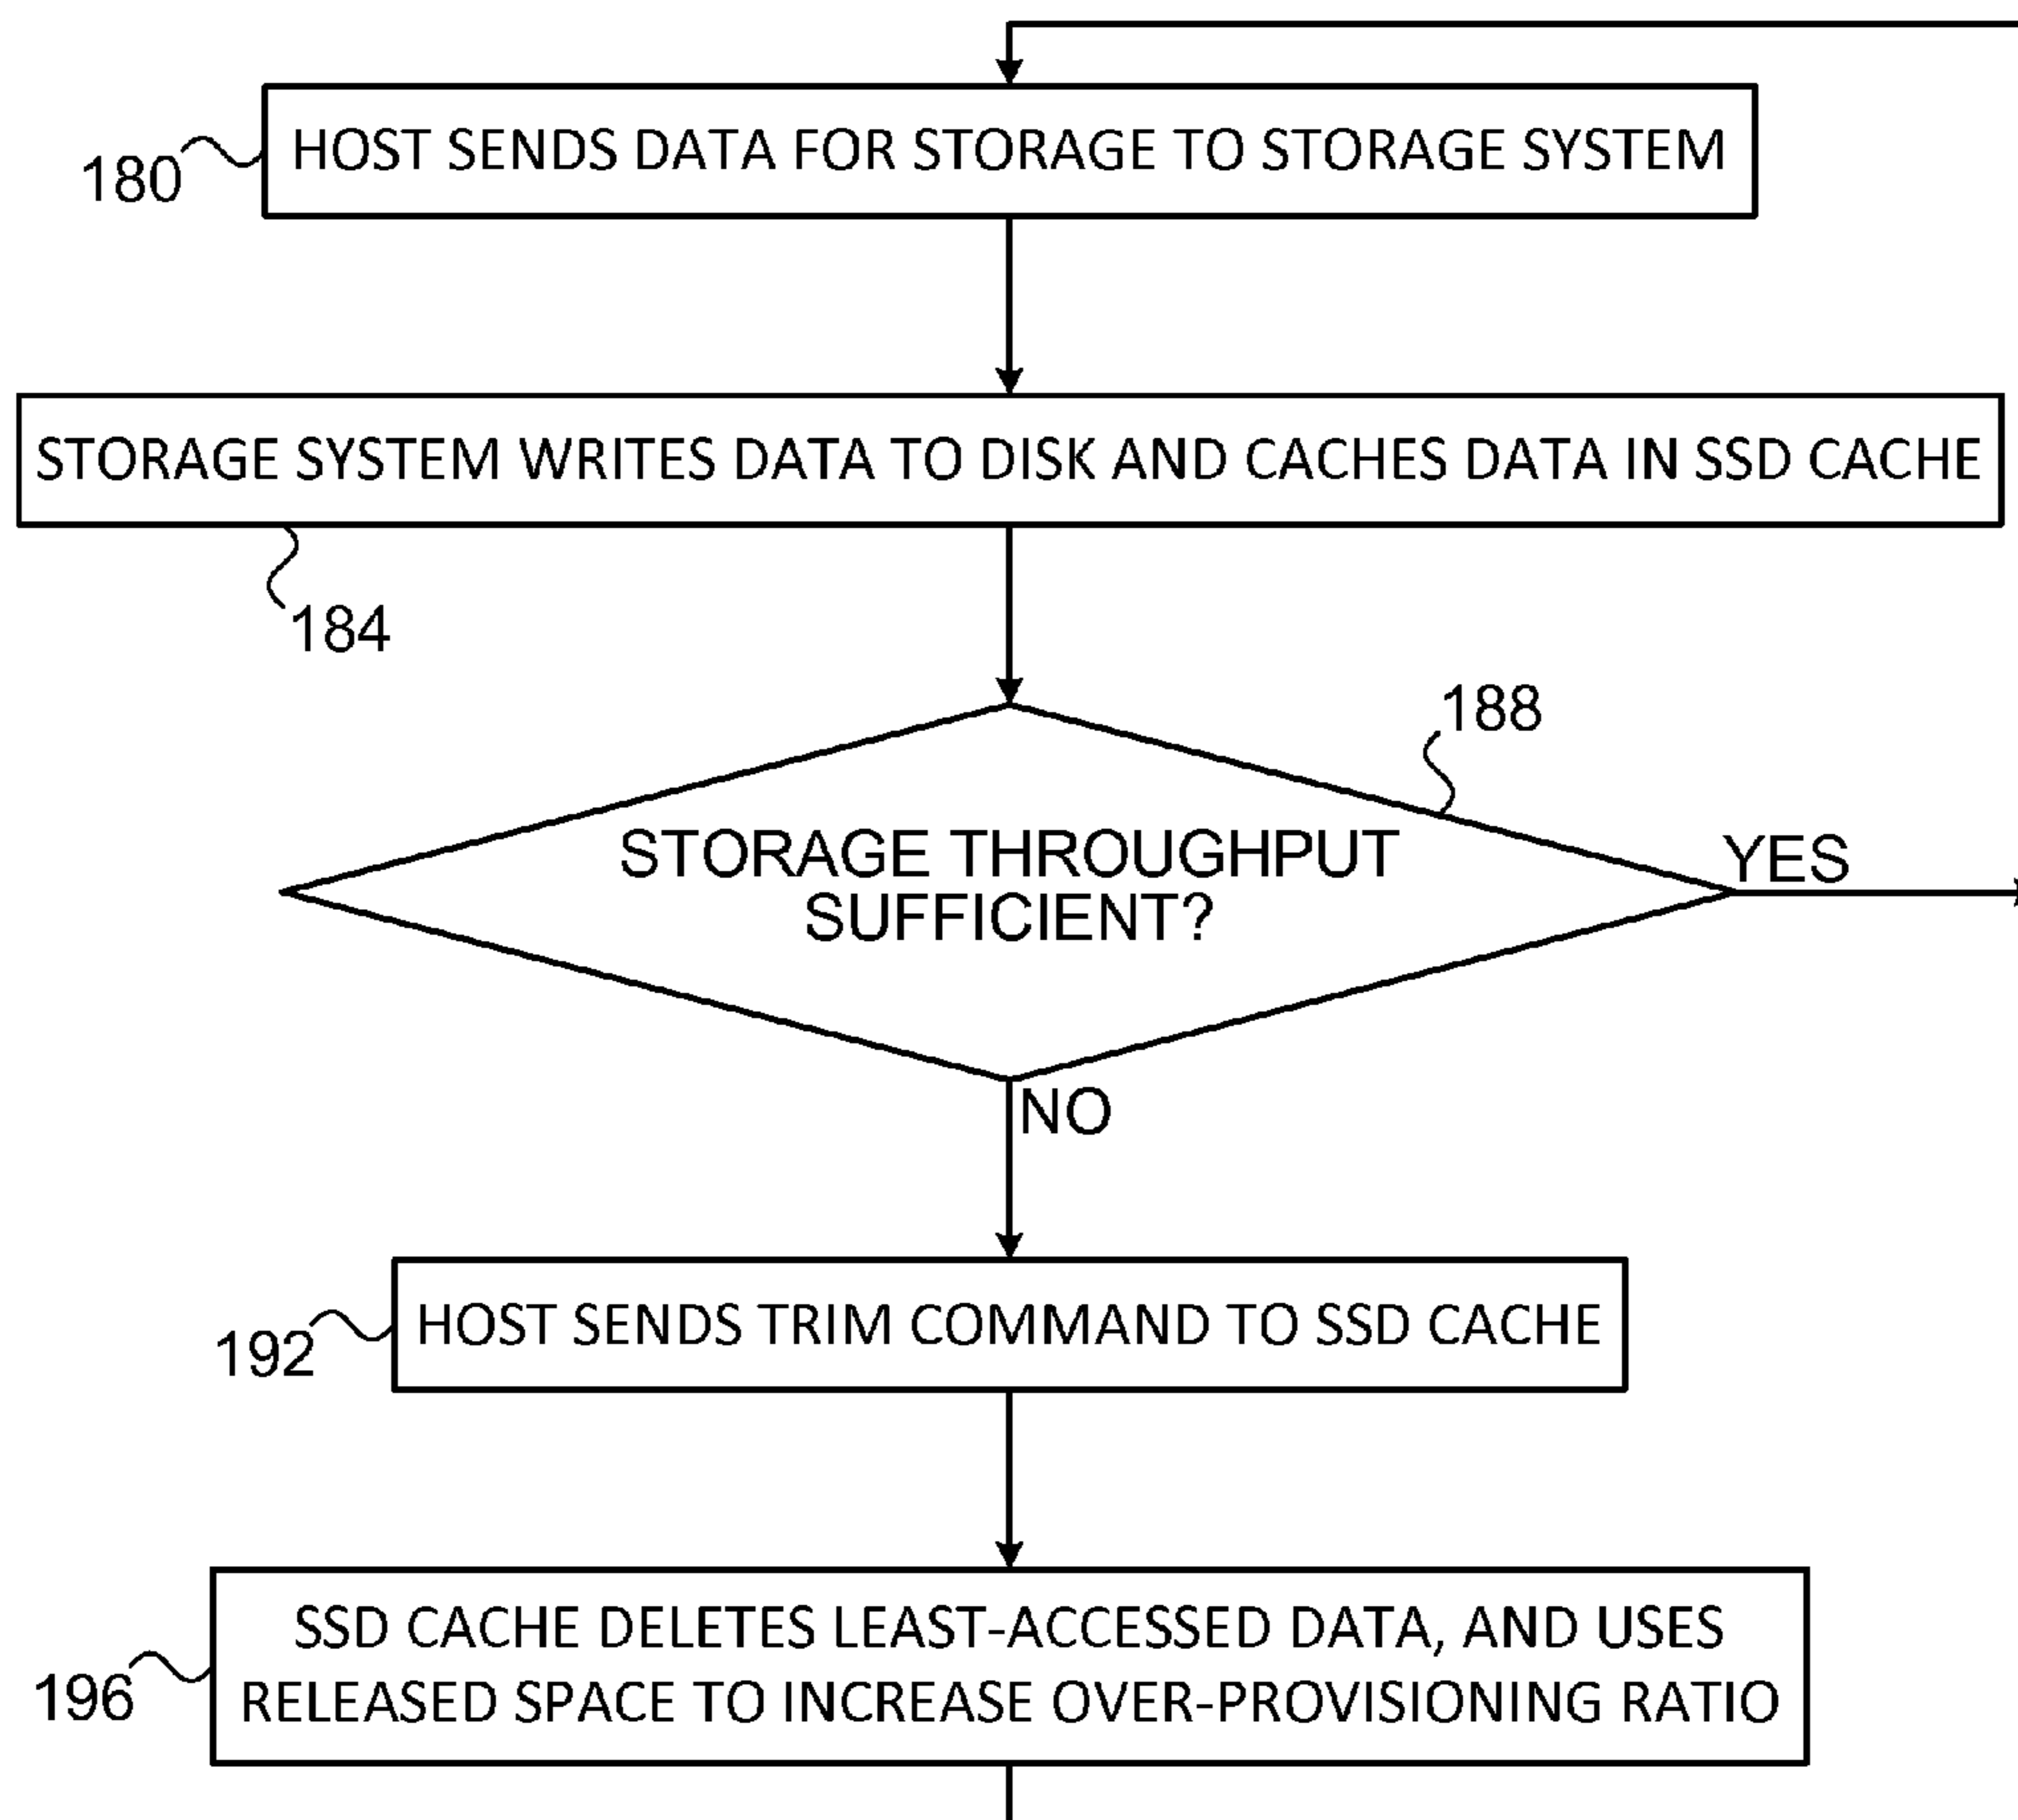 HOST SENDS DATA FOR STORAGE TO STORAGE SYSTEM
180
STORAGE SYSTEM WRITES DATA TO DISK AND CACHES DATA IN SSD CACHE
184
188
STORAGE THROUGHPUT
SUFFICIENT?
YES
NO
HOST SENDS TRIM COMMAND TO SSD CACHE
192
SSD CACHE DELETES LEAST-ACCESSED DATA, AND USES
RELEASED SPACE TO INCREASE OVER-PROVISIONING RATIO
196